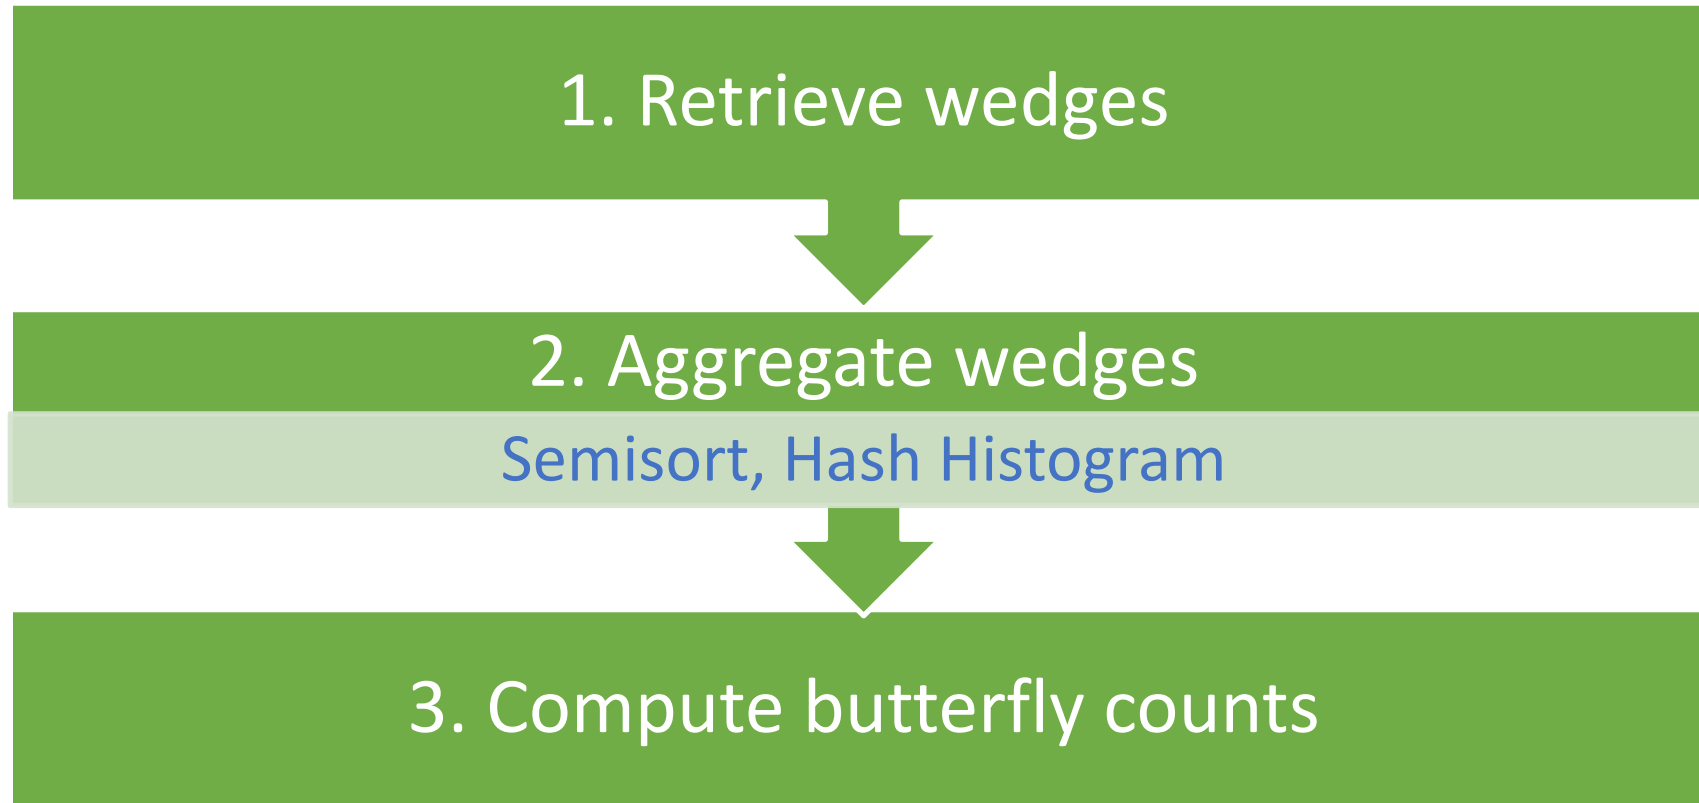 1. Retrieve wedges
2. Aggregate wedges
Semisort, Hash Histogram
3. Compute butterfly counts